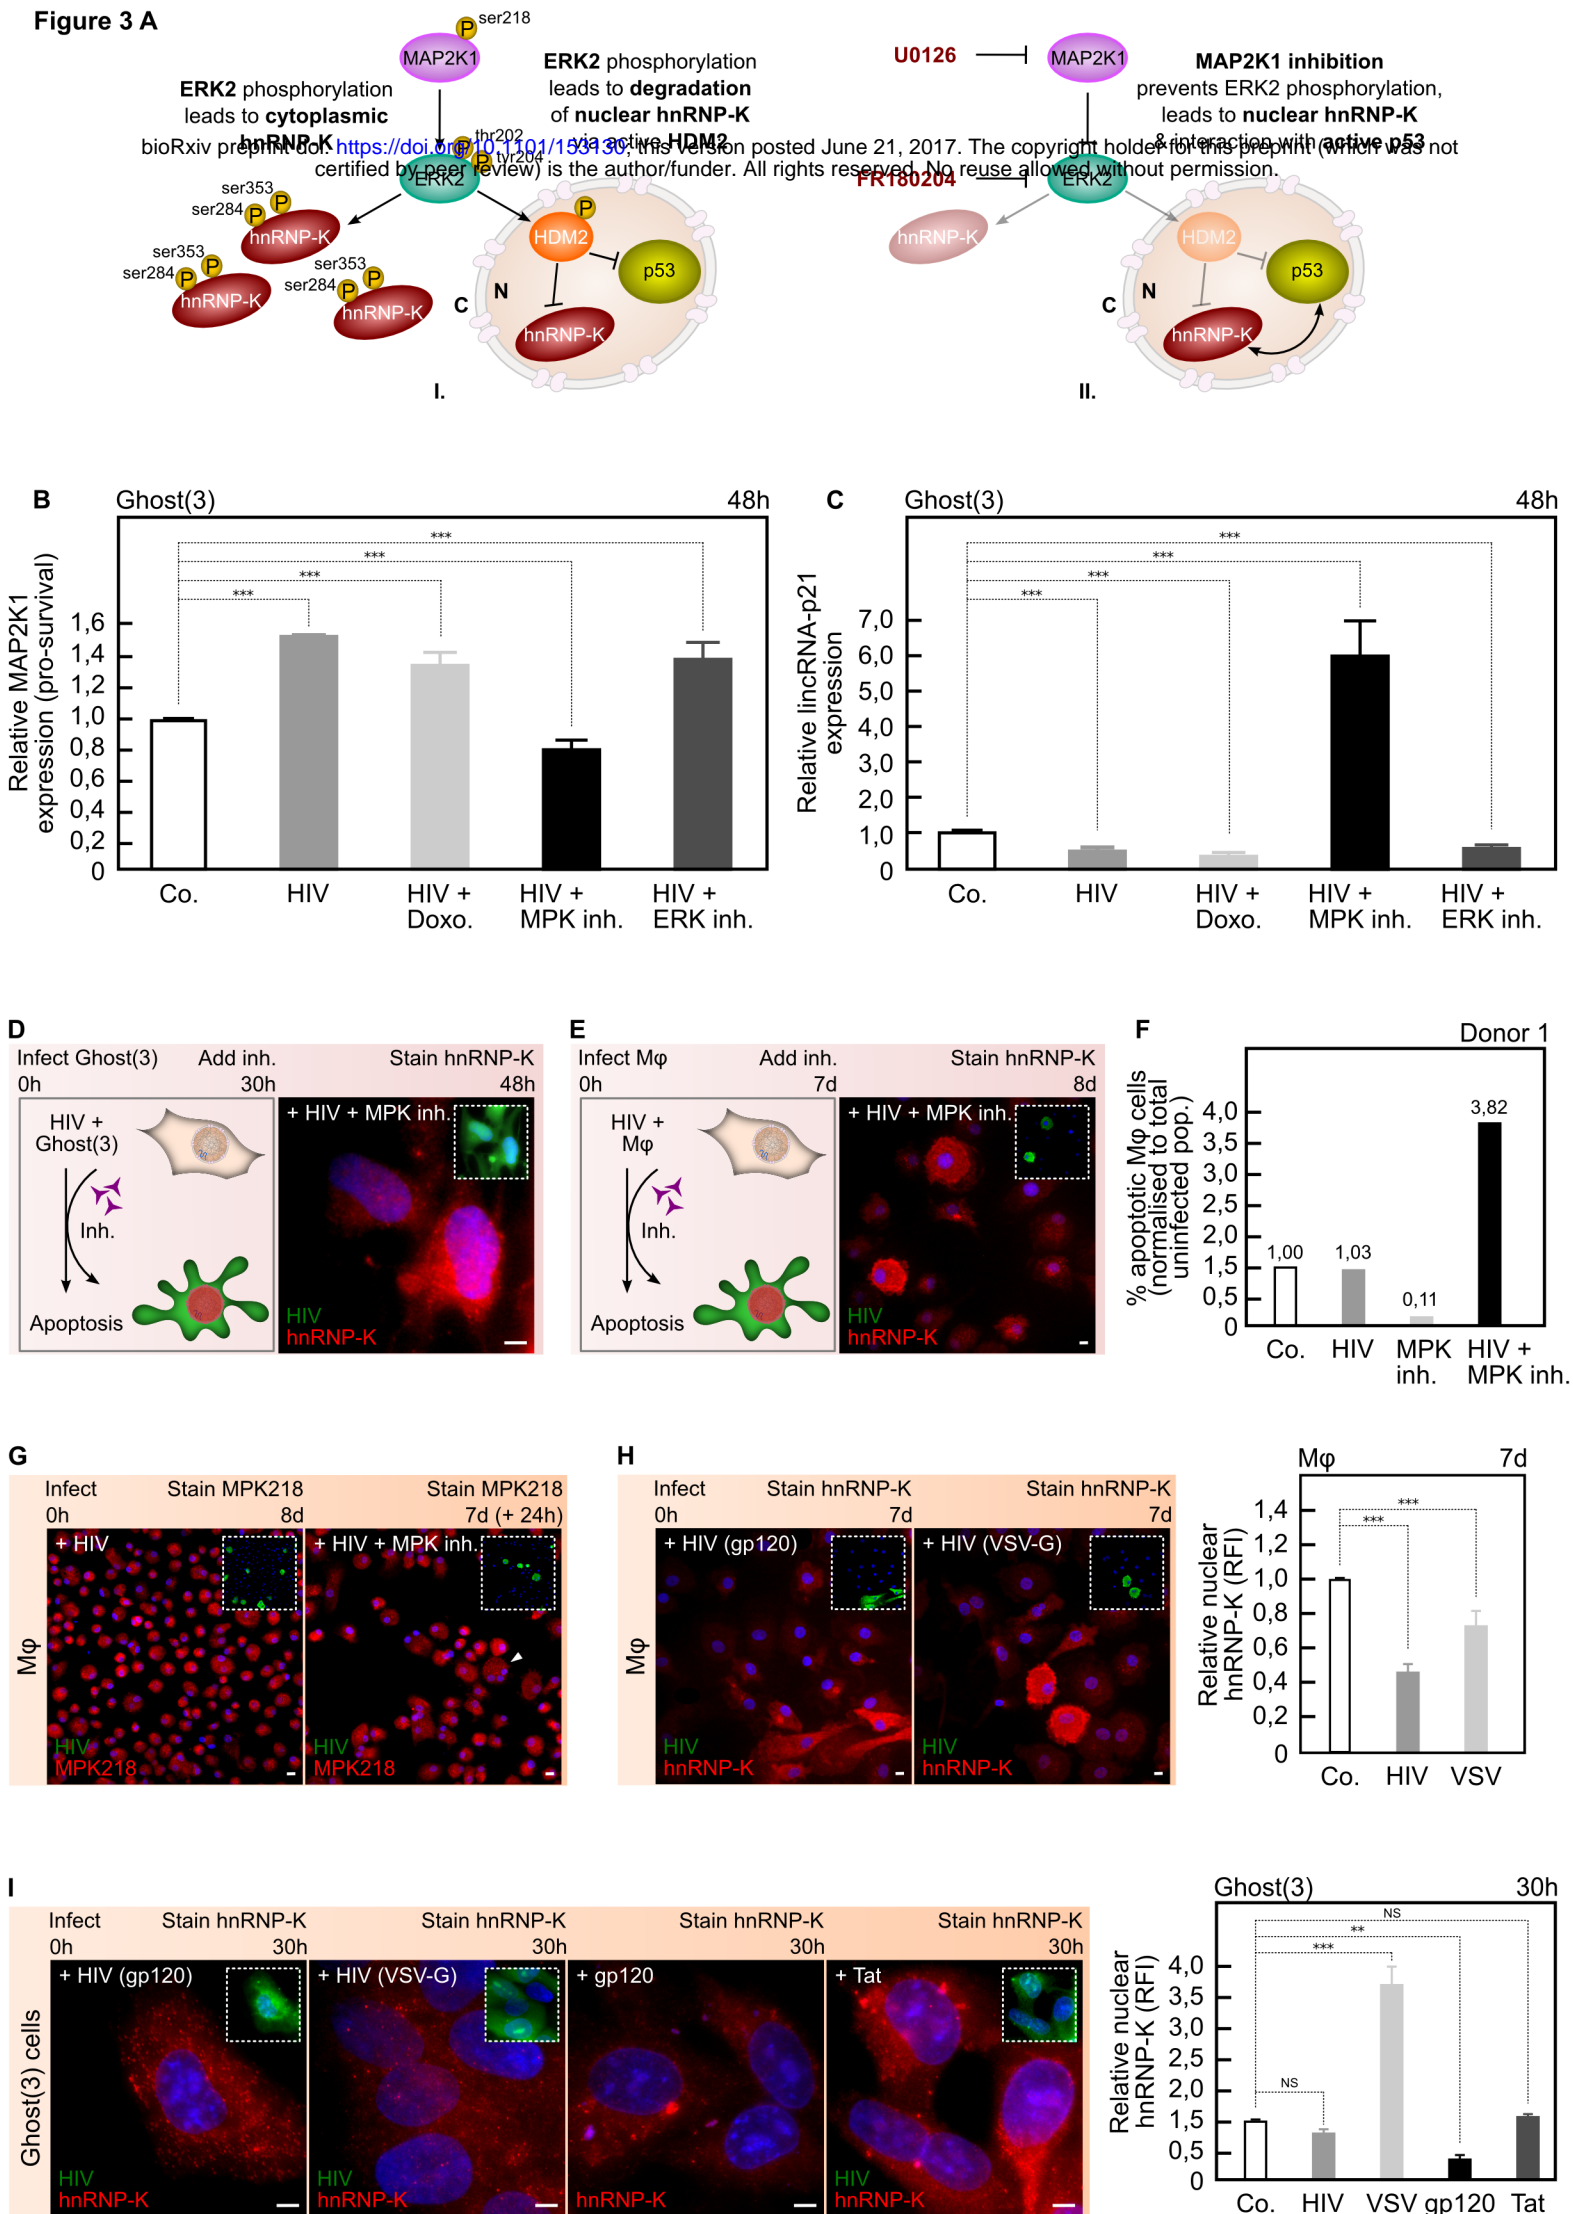 Figure 3 A
P ser218
MAP2K1
ERK2 phosphorylation
leads to cytoplasmic
hnRNP-K
ERK2 phosphorylation
leads to degradation
of nuclear hnRNP-K
via active HDM2
P thr202
P tyr204
ERK2
ser353
ser284 P P
hnRNP-K
ser353
ser284 P P
hnRNP-K
ser353
ser284 P P
hnRNP-K
P
HDM2
p53
C N
hnRNP-K
I.
U0126
MAP2K1
MAP2K1 inhibition
prevents ERK2 phosphorylation,
leads to nuclear hnRNP-K
& interaction with active p53
FR180204
ERK2
hnRNP-K
HDM2
p53
C N
hnRNP-K
II.
bioRxiv preprint doi: https://doi.org/10.1101/153130; this version posted June 21, 2017. The copyright holder for this preprint (which was not
certified by peer review) is the author/funder. All rights reserved. No reuse allowed without permission.
B
Ghost(3) 48h
Relative MAP2K1
expression (pro-survival)
1,6
1,4
1,2
1,0
0,8
0,6
0,4
0,2
0
***
***
***
***
Co.
HIV
HIV +
Doxo.
HIV +
MPK inh.
HIV +
ERK inh.
C
Ghost(3) 48h
Relative lincRNA-p21
expression
7,0
6,0
5,0
4,0
3,0
2,0
1,0
0
***
***
***
***
Co.
HIV
HIV +
Doxo.
HIV +
MPK inh.
HIV +
ERK inh.
D
Infect Ghost(3) Add inh. Stain hnRNP-K
0h 30h 48h
HIV +
Ghost(3)
Inh.
Apoptosis
+ HIV + MPK inh.
HIV
hnRNP-K
E
Infect Mφ Add inh. Stain hnRNP-K
0h 7d 8d
HIV +
Mφ
Inh.
Apoptosis
+ HIV + MPK inh.
HIV
hnRNP-K
F
Donor 1
% apoptotic Mφ cells
(normalised to total
uninfected pop.)
4,0
3,5
3,0
2,5
2,0
1,5
0,5
0
1,00
1,03
0,11
3,82
Co.
HIV
MPK
inh.
HIV +
MPK inh.
G
Infect Stain MPK218 Stain MPK218
0h 8d 7d (+ 24h)
Mφ
+ HIV
HIV
MPK218
+ HIV + MPK inh.
HIV
MPK218
H
Infect Stain hnRNP-K Stain hnRNP-K
0h 7d 7d
Mφ
+ HIV (gp120)
HIV
hnRNP-K
+ HIV (VSV-G)
HIV
hnRNP-K
Mφ 7d
Relative nuclear
hnRNP-K (RFI)
1,4
1,2
1,0
0,8
0,6
0,4
0,2
0
***
***
Co.
HIV
VSV
I
Infect Stain hnRNP-K Stain hnRNP-K Stain hnRNP-K Stain hnRNP-K
0h 30h 30h 30h 30h
Ghost(3) cells
+ HIV (gp120)
HIV
hnRNP-K
+ HIV (VSV-G)
HIV
hnRNP-K
+ gp120
hnRNP-K
+ Tat
HIV
hnRNP-K
Ghost(3) 30h
Relative nuclear
hnRNP-K (RFI)
4,0
3,5
3,0
2,5
2,0
1,5
0,5
0
NS
**
***
NS
Co.
HIV
VSV
gp120
Tat